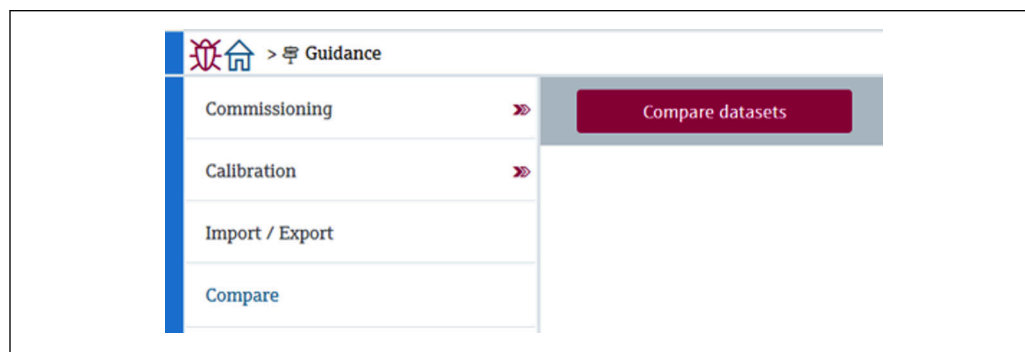 > Guidance
Commissioning
Compare datasets
Calibration
Import / Export
Compare